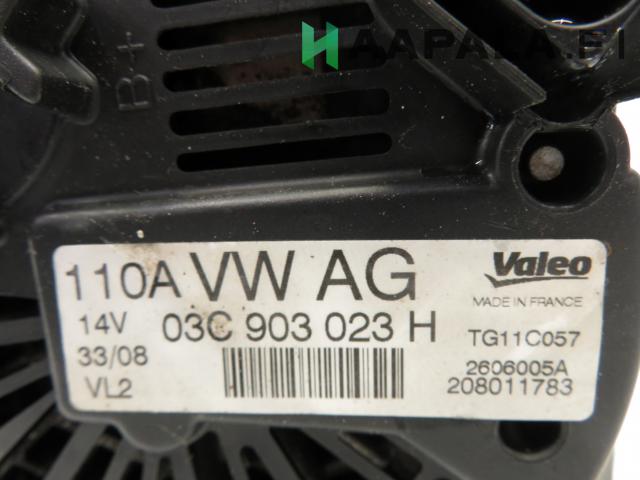 HAAPALA.FI
B+
110A VW AG
Valeo
MADE IN FRANCE
14V 03C 903 023 H
TG11C057
33/08
2606005A
VL2
208011783